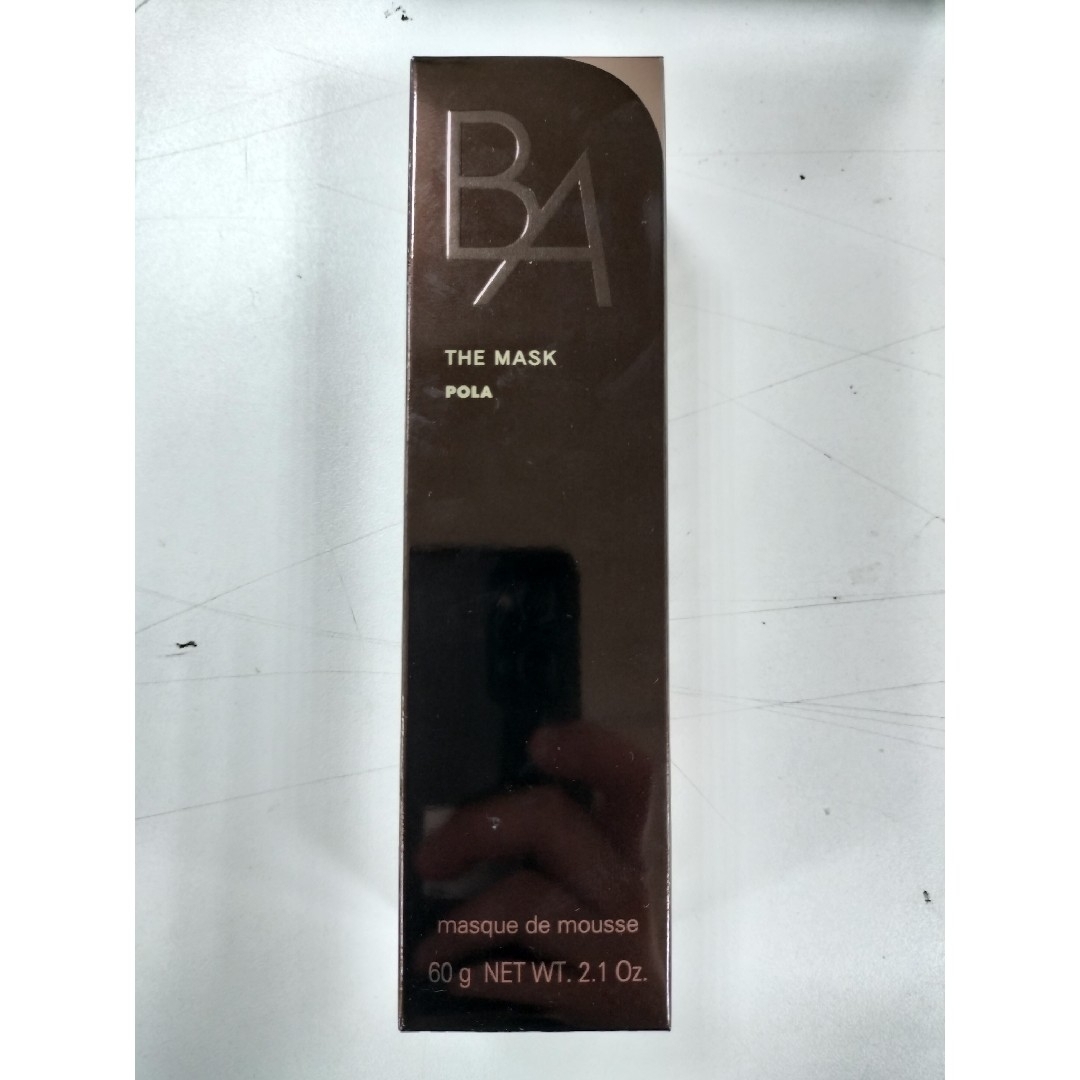 BA
THE MASK
POLA
masque de mousse
60 g NET WT. 2.1 Oz.